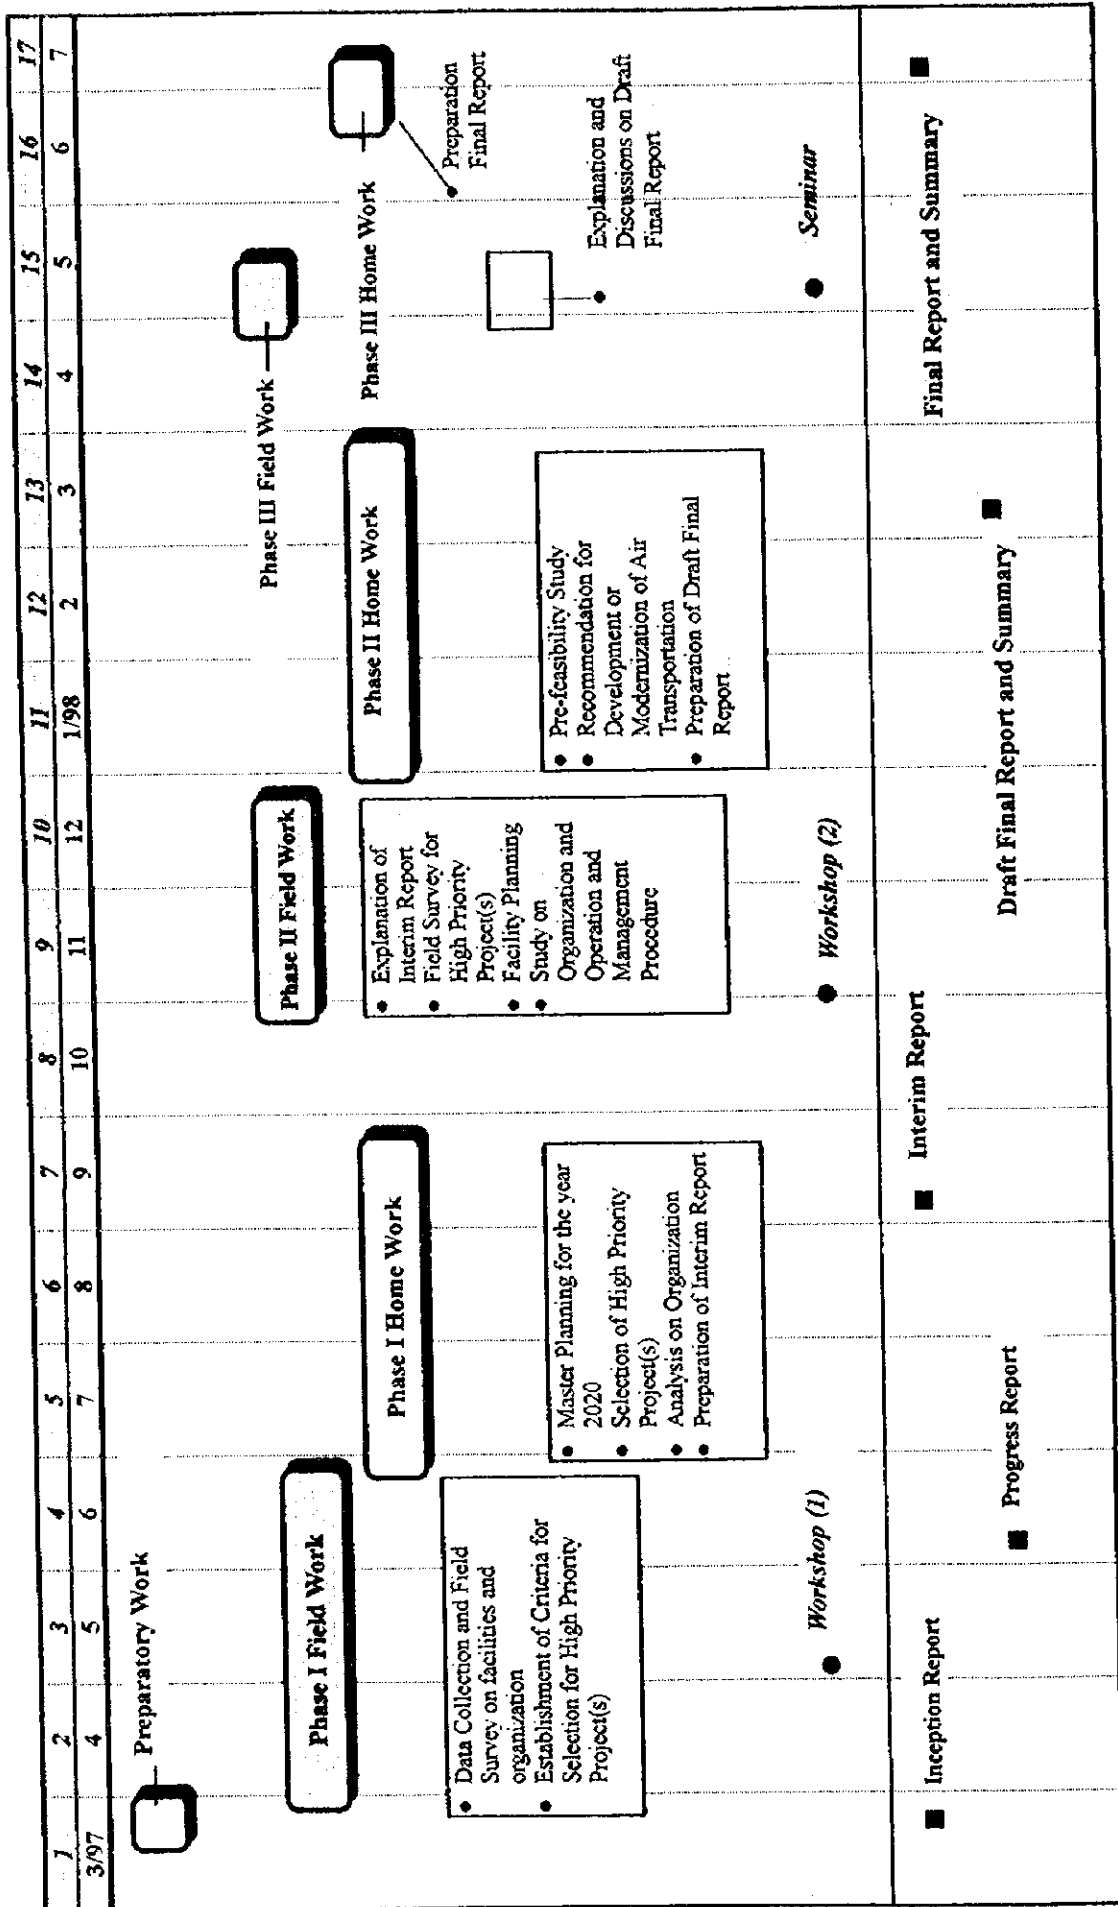 1 2 3 4 5 6 7 8 9 10 11 12 13 14 15 16 17
3/97 4 5 6 7 8 9 10 11 12 1/98 2 3 4 5 6 7
Preparatory Work
Phase I Field Work
• Data Collection and Field
Survey on facilities and
organization
• Establishment of Criteria for
Selection for High Priority
Project(s)
Phase I Home Work
• Master Planning for the year
2020
• Selection of High Priority
Project(s)
• Analysis on Organization
• Preparation of Interim Report
Phase II Field Work
• Explanation of
Interim Report
• Field Survey for
High Priority
Project(s)
• Facility Planning
• Study on
Organization and
Operation and
Management
Procedure
Phase II Home Work
• Pre-feasibility Study
• Recommendation for
Development or
Modernization of Air
Transportation
• Preparation of Draft Final
Report
Phase III Field Work
Phase III Home Work
• Preparation
Final Report
• Explanation and
Discussions on Draft
Final Report
● Workshop (1)
● Workshop (2)
● Seminar
■ Inception Report
■ Progress Report
■ Interim Report
Draft Final Report and Summary ■
Final Report and Summary ■